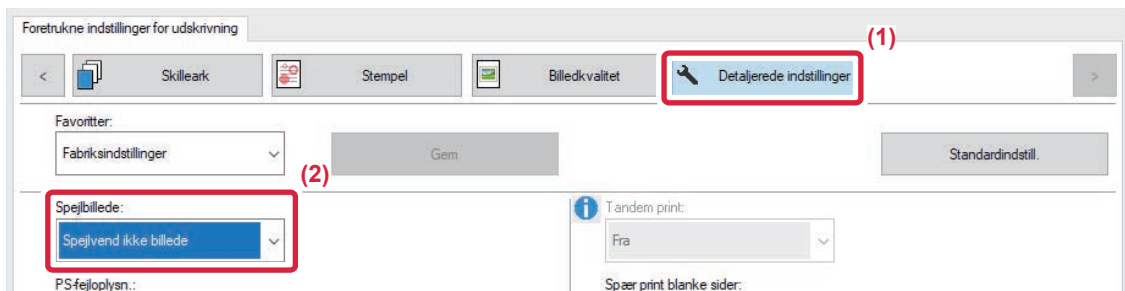 Foretrukne indstillinger for udskrivning
(1)
< Skilleark Stempel Billedkvalitet Detaljerede indstillinger >
Favoritter:
Fabriksindstillinger Gem Standardindstill.
(2)
Spejlbillede: Tandem print:
Spejlvend ikke billede Fra
PS-fejloplysn.: Spær print blanke sider: